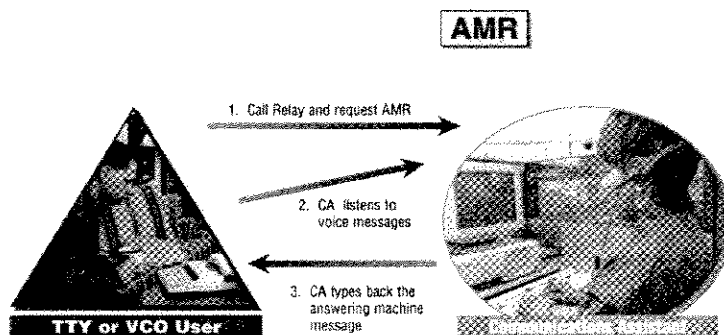 AMR
1. Call Relay and request AMR
2. CA listens to
voice messages
3. CA types back the
answering machine
message
TTY or VCO User
Communications Assistant